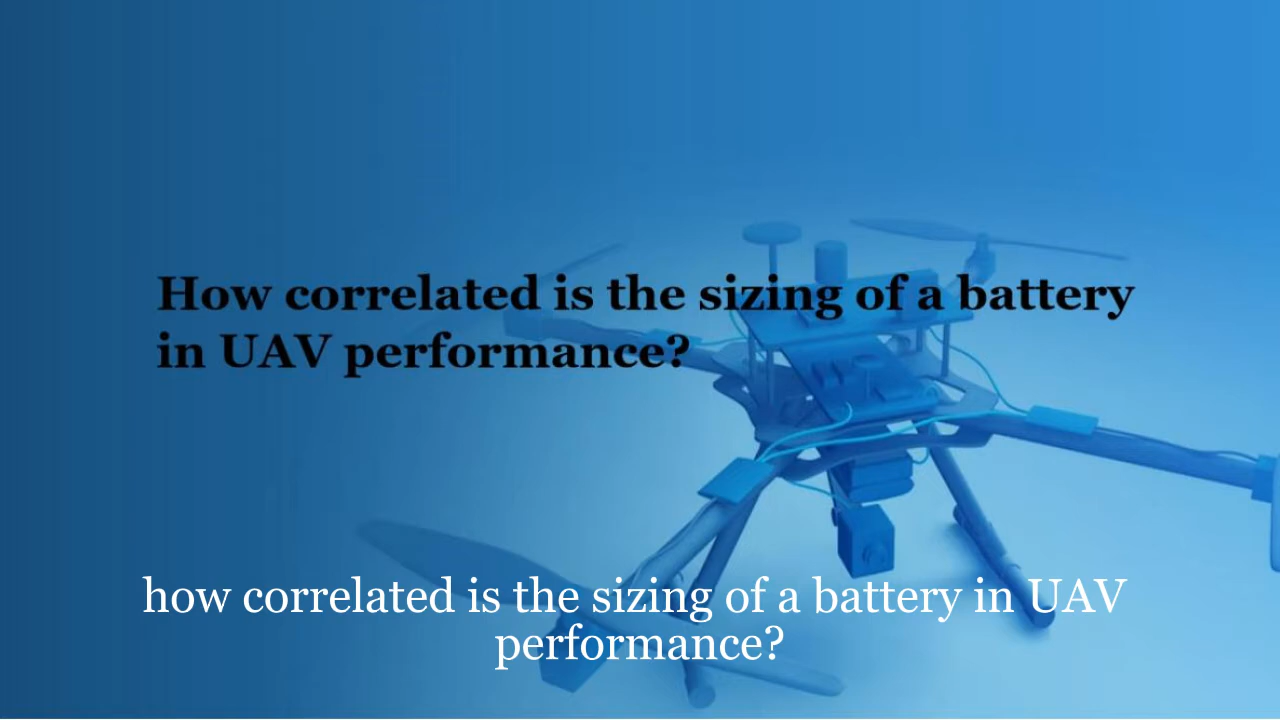 How correlated is the sizing of a battery
in UAV performance?
how correlated is the sizing of a battery in UAV
performance?